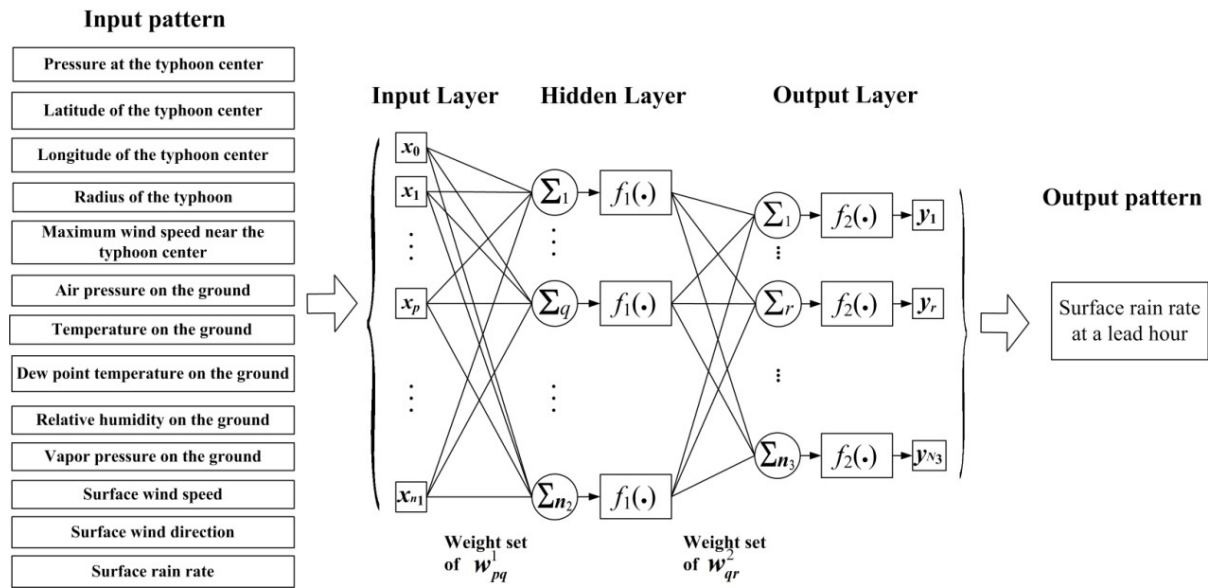 Input pattern
Pressure at the typhoon center
Latitude of the typhoon center
Longitude of the typhoon center
Radius of the typhoon
Maximum wind speed near the
typhoon center
Air pressure on the ground
Temperature on the ground
Dew point temperature on the ground
Relative humidity on the ground
Vapor pressure on the ground
Surface wind speed
Surface wind direction
Surface rain rate
Input Layer
x₀
x₁
⋮
xₚ
⋮
xₙ₁
Weight set
of w¹pq
Hidden Layer
Σ₁ f₁(•)
⋮
Σq f₁(•)
⋮
Σn₂ f₁(•)
Weight set
of w²qr
Output Layer
Σ₁ f₂(•) y₁
⋮
Σr f₂(•) yr
⋮
Σn₃ f₂(•) yN₃
Output pattern
Surface rain rate
at a lead hour